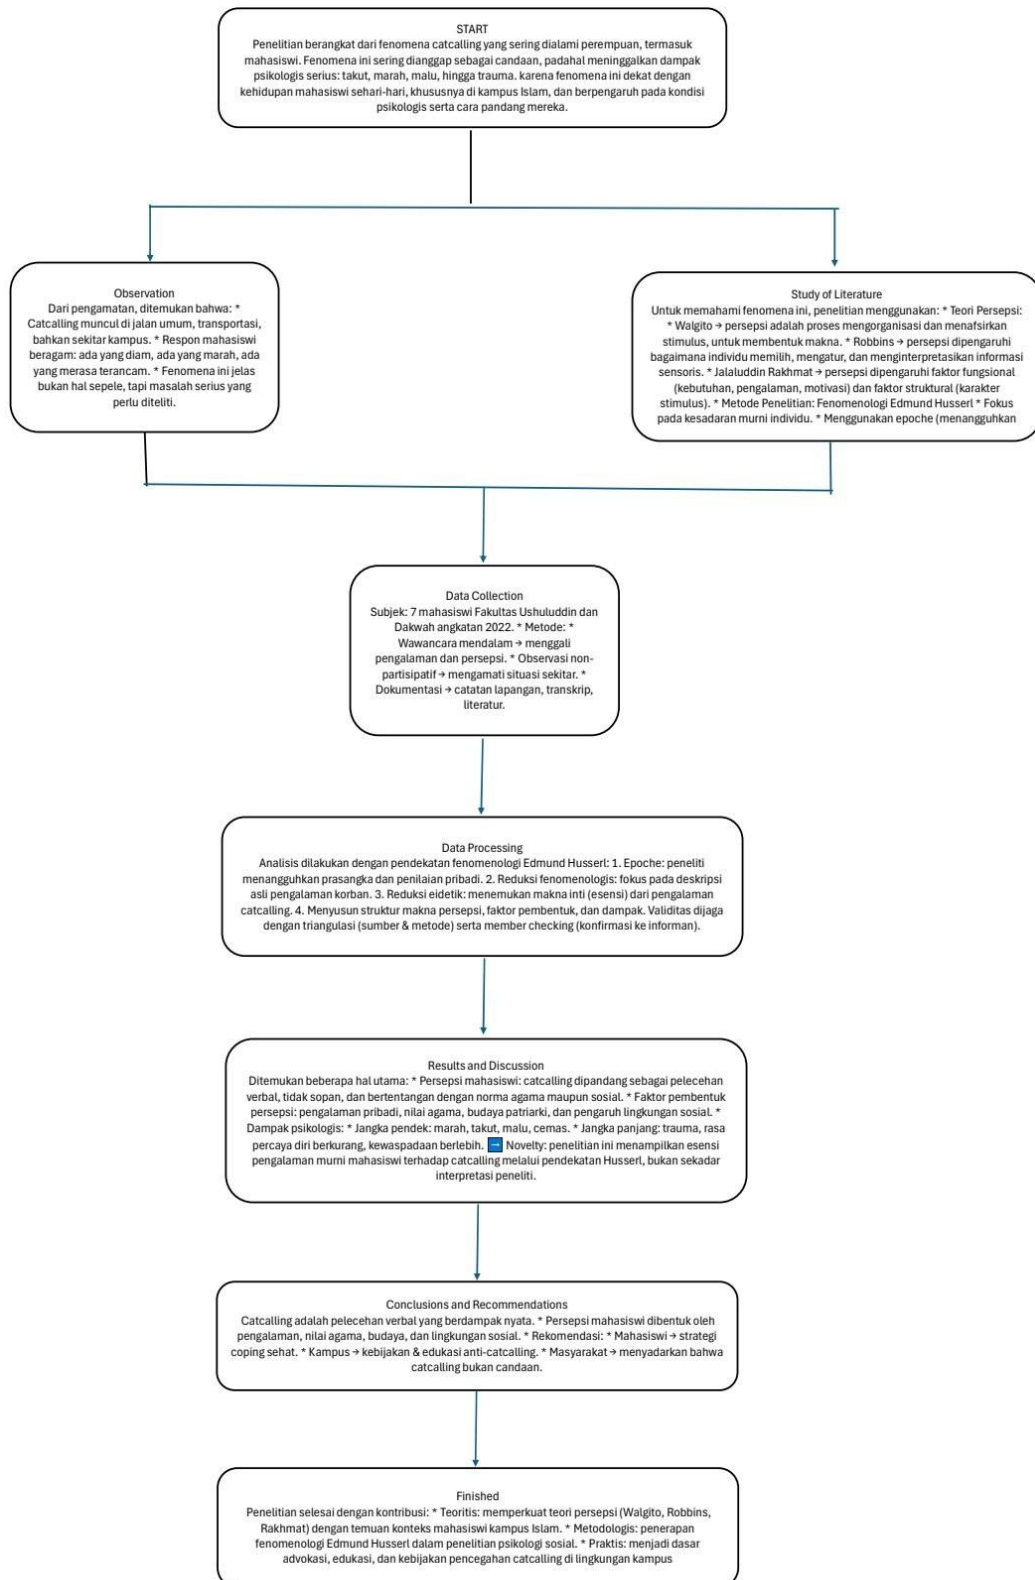 START
Penelitian berangkat dari fenomena catcalling yang sering dialami perempuan, termasuk
mahasiswi. Fenomena ini sering dianggap sebagai candaan, padahal meninggalkan dampak
psikologis serius: takut, marah, malu, hingga trauma. karena fenomena ini dekat dengan
kehidupan mahasiswi sehari-hari, khususnya di kampus Islam, dan berpengaruh pada kondisi
psikologis serta cara pandang mereka.
Observation
Dari pengamatan, ditemukan bahwa: *
Catcalling muncul di jalan umum, transportasi,
bahkan sekitar kampus. * Respon mahasiswi
beragam: ada yang diam, ada yang marah, ada
yang merasa terancam. * Fenomena ini jelas
bukan hal sepele, tapi masalah serius yang
perlu diteliti.
Study of Literature
Untuk memahami fenomena ini, penelitian menggunakan: * Teori Persepsi:
* Walgito → persepsi adalah proses mengorganisasi dan menafsirkan
stimulus, untuk membentuk makna. * Robbins → persepsi dipengaruhi
bagaimana individu memilih, mengatur, dan menginterpretasikan informasi
sensoris. * Jalaluddin Rakhmat → persepsi dipengaruhi faktor fungsional
(kebutuhan, pengalaman, motivasi) dan faktor struktural (karakter
stimulus). * Metode Penelitian: Fenomenologi Edmund Husserl * Fokus
pada kesadaran murni individu. * Menggunakan epoche (menangguhkan
Data Collection
Subjek: 7 mahasiswi Fakultas Ushuluddin dan
Dakwah angkatan 2022. * Metode: *
Wawancara mendalam → menggali
pengalaman dan persepsi. * Observasi non-
partisipatif → mengamati situasi sekitar. *
Dokumentasi → catatan lapangan, transkrip,
literatur.
Data Processing
Analisis dilakukan dengan pendekatan fenomenologi Edmund Husserl: 1. Epoche: peneliti
menangguhkan prasangka dan penilaian pribadi. 2. Reduksi fenomenologis: fokus pada deskripsi
asli pengalaman korban. 3. Reduksi eidetik: menemukan makna inti (esensi) dari pengalaman
catcalling. 4. Menyusun struktur makna persepsi, faktor pembentuk, dan dampak. Validitas dijaga
dengan triangulasi (sumber & metode) serta member checking (konfirmasi ke informan).
Results and Discussion
Ditemukan beberapa hal utama: * Persepsi mahasiswi: catcalling dipandang sebagai pelecehan
verbal, tidak sopan, dan bertentangan dengan norma agama maupun sosial. * Faktor pembentuk
persepsi: pengalaman pribadi, nilai agama, budaya patriarki, dan pengaruh lingkungan sosial. *
Dampak psikologis: * Jangka pendek: marah, takut, malu, cemas. * Jangka panjang: trauma, rasa
percaya diri berkurang, kewaspadaan berlebih. ➡ Novelty: penelitian ini menampilkan esensi
pengalaman murni mahasiswi terhadap catcalling melalui pendekatan Husserl, bukan sekadar
interpretasi peneliti.
Conclusions and Recommendations
Catcalling adalah pelecehan verbal yang berdampak nyata. * Persepsi mahasiswi dibentuk oleh
pengalaman, nilai agama, budaya, dan lingkungan sosial. * Rekomendasi: * Mahasiswi → strategi
coping sehat. * Kampus → kebijakan & edukasi anti-catcalling. * Masyarakat → menyadarkan bahwa
catcalling bukan candaan.
Finished
Penelitian selesai dengan kontribusi: * Teoritis: memperkuat teori persepsi (Walgito, Robbins,
Rakhmat) dengan temuan konteks mahasiswi kampus Islam. * Metodologis: penerapan
fenomenologi Edmund Husserl dalam penelitian psikologi sosial. * Praktis: menjadi dasar
advokasi, edukasi, dan kebijakan pencegahan catcalling di lingkungan kampus